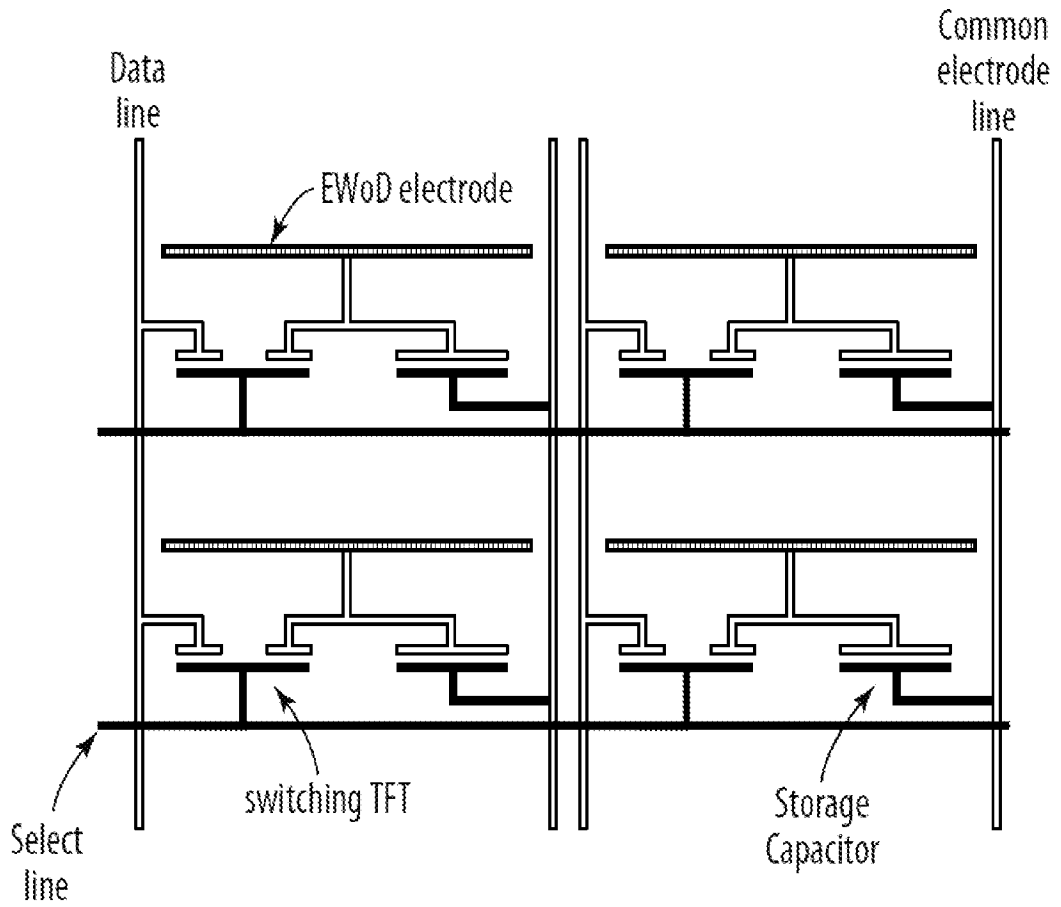 Data
line
Common
electrode
line
EWoD electrode
switching TFT
Storage
Capacitor
Select
line